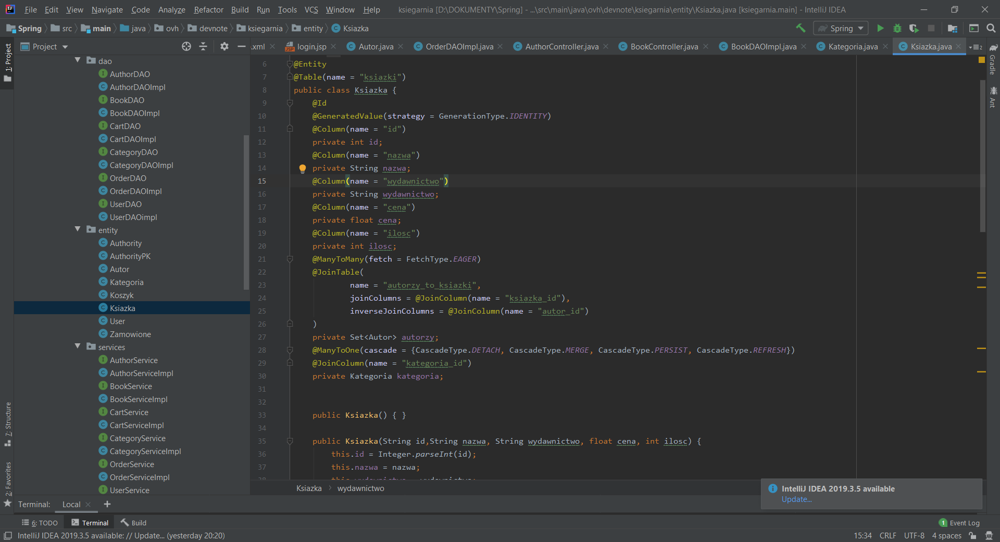 File Edit View Navigate Code Analyze Refactor Build Run Tools VCS Window Help ksiegarnia [D:\DOKUMENTY\Spring] - ...\src\main\java\ovh\devnote\ksiegarnia\entity\Ksiazka.java [ksiegarnia.main] - IntelliJ IDEA
Spring src main java ovh devnote ksiegarnia entity Ksiazka Spring
Project .xml login.jsp Autor.java OrderDAOImpl.java AuthorController.java BookController.java BookDAOImpl.java Kategoria.java Ksiazka.java 2
1: Project
7: Structure
2: Favorites
Gradle
Ant
dao
AuthorDAO
AuthorDAOImpl
BookDAO
BookDAOImpl
CartDAO
CartDAOImpl
CategoryDAO
CategoryDAOImpl
OrderDAO
OrderDAOImpl
UserDAO
UserDAOimpl
entity
Authority
AuthorityPK
Autor
Kategoria
Koszyk
Ksiazka
User
Zamowione
services
AuthorService
AuthorServiceImpl
BookService
BookServiceImpl
CartService
CartServiceImpl
CategoryService
CategoryServiceImpl
OrderService
OrderServiceImpl
UserService
6 @Entity
7 @Table(name = "ksiazki")
8 public class Ksiazka {
9 @Id
10 @GeneratedValue(strategy = GenerationType.IDENTITY)
11 @Column(name = "id")
12 private int id;
13 @Column(name = "nazwa")
14 private String nazwa;
15 @Column(name = "wydawnictwo")
16 private String wydawnictwo;
17 @Column(name = "cena")
18 private float cena;
19 @Column(name = "ilosc")
20 private int ilosc;
21 @ManyToMany(fetch = FetchType.EAGER)
22 @JoinTable(
23 name = "autorzy_to_ksiazki",
24 joinColumns = @JoinColumn(name = "ksiazka_id"),
25 inverseJoinColumns = @JoinColumn(name = "autor_id")
26 )
27 private Set<Autor> autorzy;
28 @ManyToOne(cascade = {CascadeType.DETACH, CascadeType.MERGE, CascadeType.PERSIST, CascadeType.REFRESH})
29 @JoinColumn(name = "kategoria_id")
30 private Kategoria kategoria;
31
32
33 public Ksiazka() { }
34
35 public Ksiazka(String id,String nazwa, String wydawnictwo, float cena, int ilosc) {
36 this.id = Integer.parseInt(id);
37 this.nazwa = nazwa;
38 this.wydawnictwo = wydawnictwo;
Ksiazka wydawnictwo
IntelliJ IDEA 2019.3.5 available
Update...
Terminal: Local
6: TODO Terminal Build 1 Event Log
IntelliJ IDEA 2019.3.5 available: // Update... (yesterday 20:20) 15:34 CRLF UTF-8 4 spaces